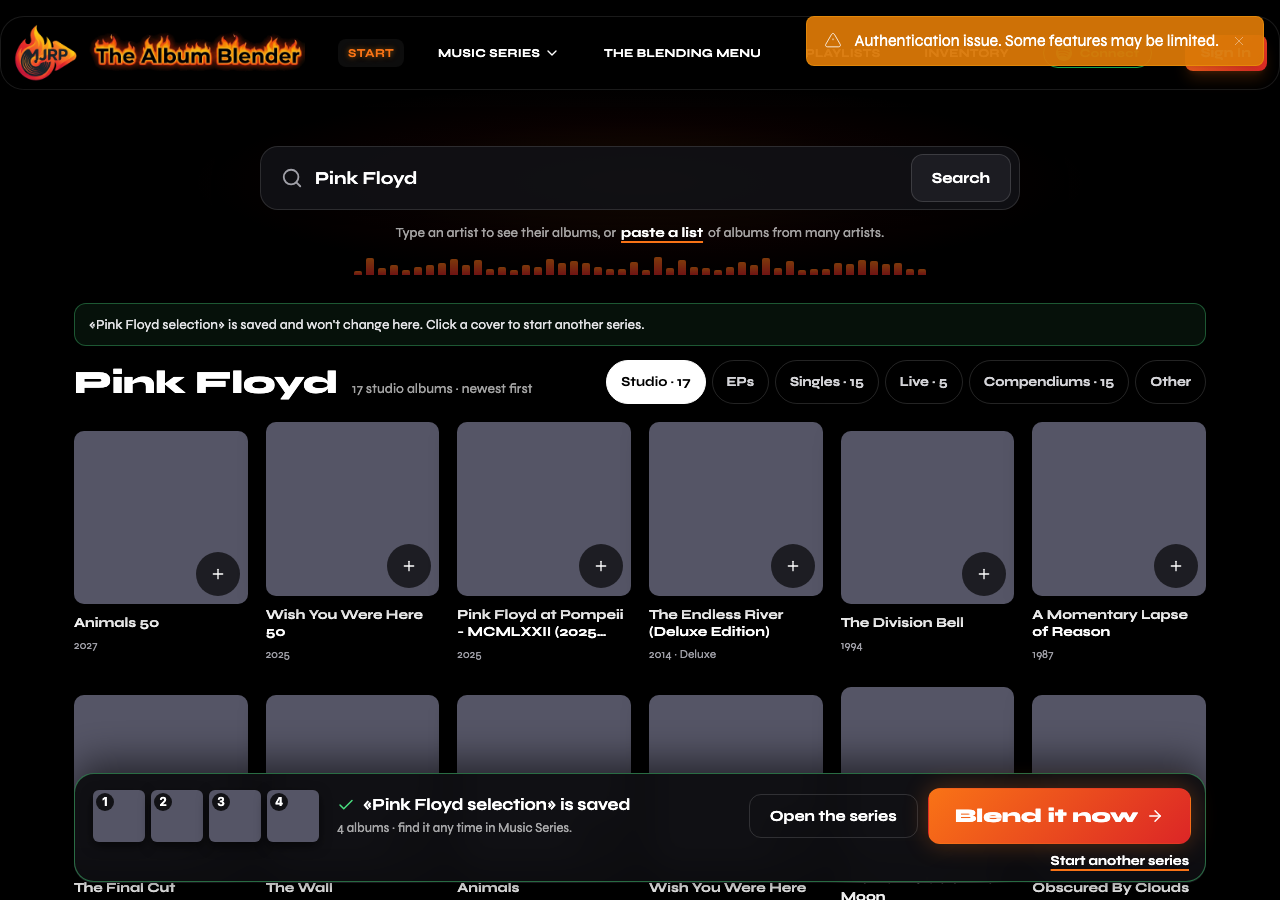 JRP
The Album Blender
START
MUSIC SERIES
THE BLENDING MENU
PLAYLISTS
INVENTORY
Authentication issue. Some features may be limited.
Pink Floyd
Search
Type an artist to see their albums, or paste a list of albums from many artists.
«Pink Floyd selection» is saved and won't change here. Click a cover to start another series.
Pink Floyd
17 studio albums · newest first
Studio · 17
EPs
Singles · 15
Live · 5
Compendiums · 15
Other
Animals 50
2027
Wish You Were Here
50
2025
Pink Floyd at Pompeii
- MCMLXXII (2025...
2025
The Endless River
(Deluxe Edition)
2014 · Deluxe
The Division Bell
1994
A Momentary Lapse
of Reason
1987
1
2
3
4
«Pink Floyd selection» is saved
4 albums · find it any time in Music Series.
Open the series
Blend it now
Start another series
The Final Cut
The Wall
Animals
Wish You Were Here
Moon
Obscured By Clouds